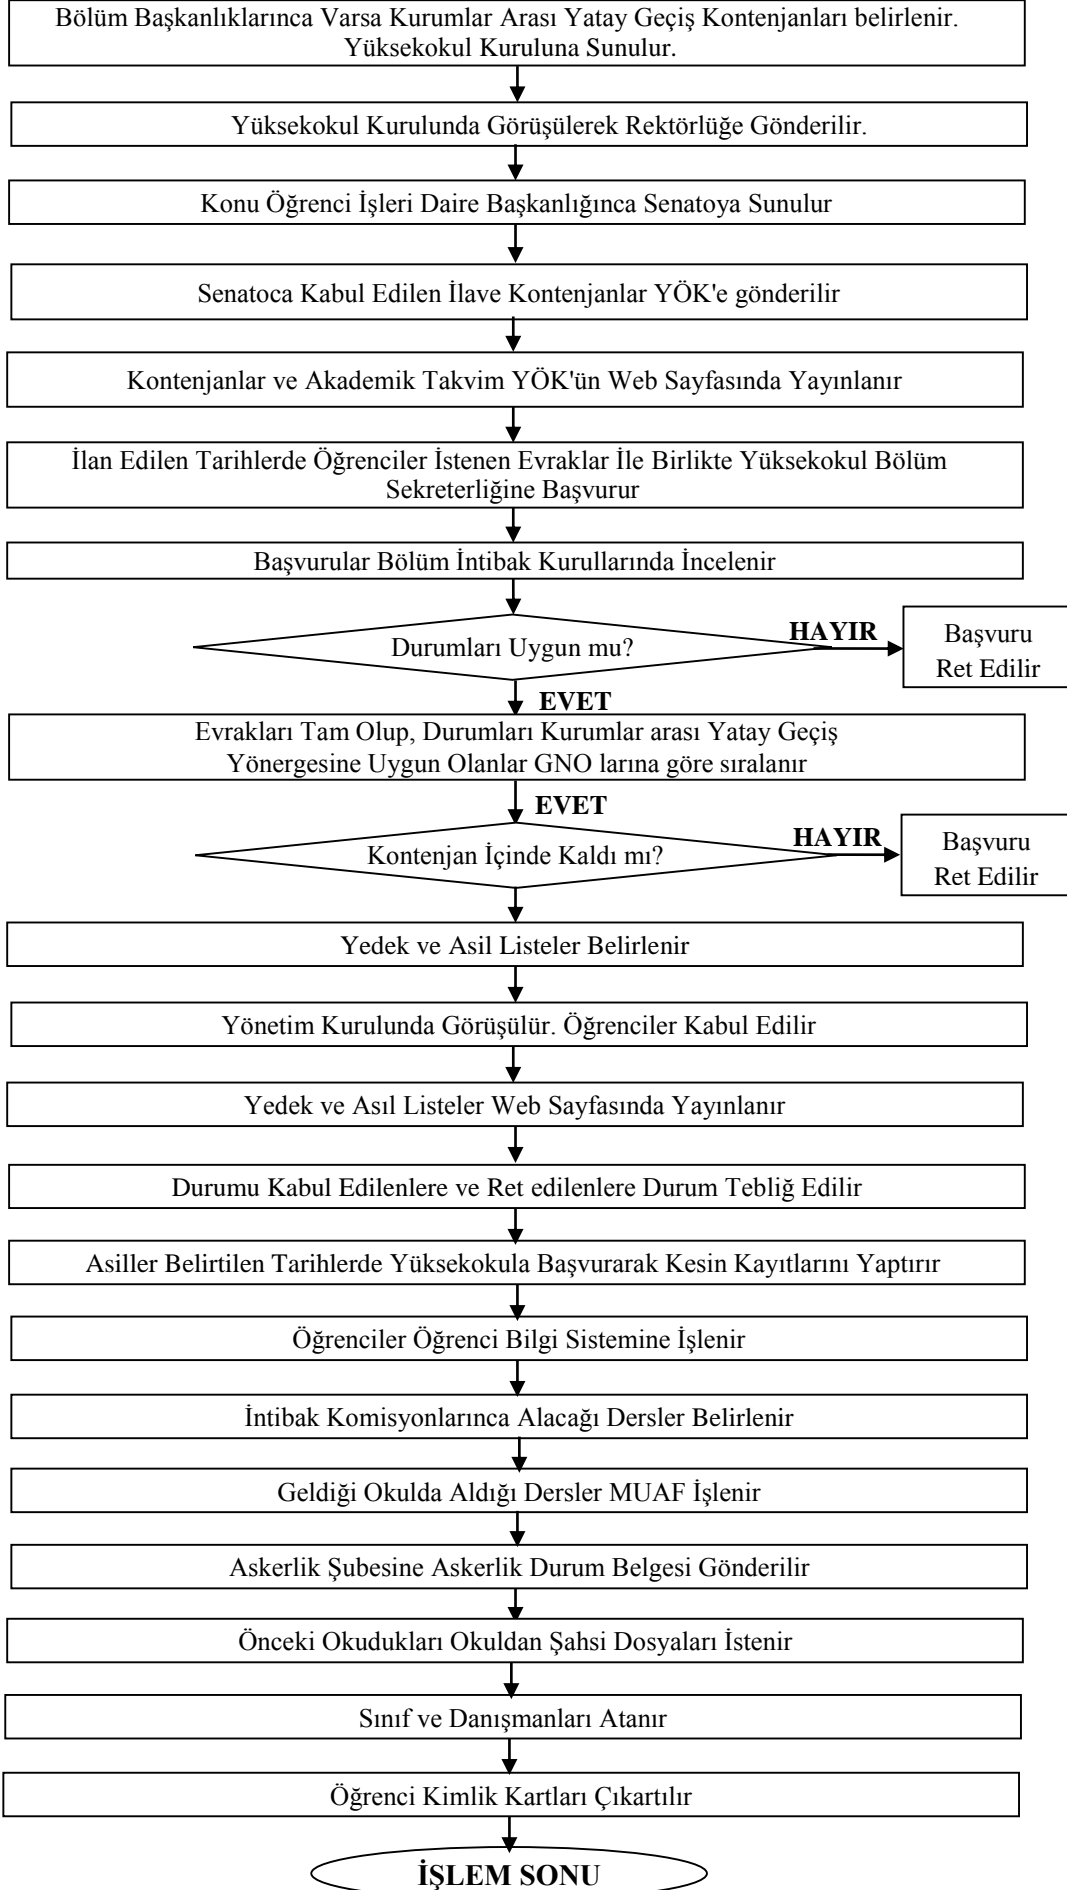 Bölüm Başkanlıklarınca Varsa Kurumlar Arası Yatay Geçiş Kontenjanları belirlenir.
Yüksekokul Kuruluna Sunulur.
Yüksekokul Kurulunda Görüşülerek Rektörlüğe Gönderilir.
Konu Öğrenci İşleri Daire Başkanlığınca Senatoya Sunulur
Senatoca Kabul Edilen İlave Kontenjanlar YÖK'e gönderilir
Kontenjanlar ve Akademik Takvim YÖK'ün Web Sayfasında Yayınlanır
İlan Edilen Tarihlerde Öğrenciler İstenen Evraklar İle Birlikte Yüksekokul Bölüm
Sekreterliğine Başvurur
Başvurular Bölüm İntibak Kurullarında İncelenir
Durumları Uygun mu?
HAYIR
Başvuru
Ret Edilir
EVET
Evrakları Tam Olup, Durumları Kurumlar arası Yatay Geçiş
Yönergesine Uygun Olanlar GNO larına göre sıralanır
EVET
Kontenjan İçinde Kaldı mı?
HAYIR
Başvuru
Ret Edilir
Yedek ve Asil Listeler Belirlenir
Yönetim Kurulunda Görüşülür. Öğrenciler Kabul Edilir
Yedek ve Asıl Listeler Web Sayfasında Yayınlanır
Durumu Kabul Edilenlere ve Ret edilenlere Durum Tebliğ Edilir
Asiller Belirtilen Tarihlerde Yüksekokula Başvurarak Kesin Kayıtlarını Yaptırır
Öğrenciler Öğrenci Bilgi Sistemine İşlenir
İntibak Komisyonlarınca Alacağı Dersler Belirlenir
Geldiği Okulda Aldığı Dersler MUAF İşlenir
Askerlik Şubesine Askerlik Durum Belgesi Gönderilir
Önceki Okudukları Okuldan Şahsi Dosyaları İstenir
Sınıf ve Danışmanları Atanır
Öğrenci Kimlik Kartları Çıkartılır
İŞLEM SONU